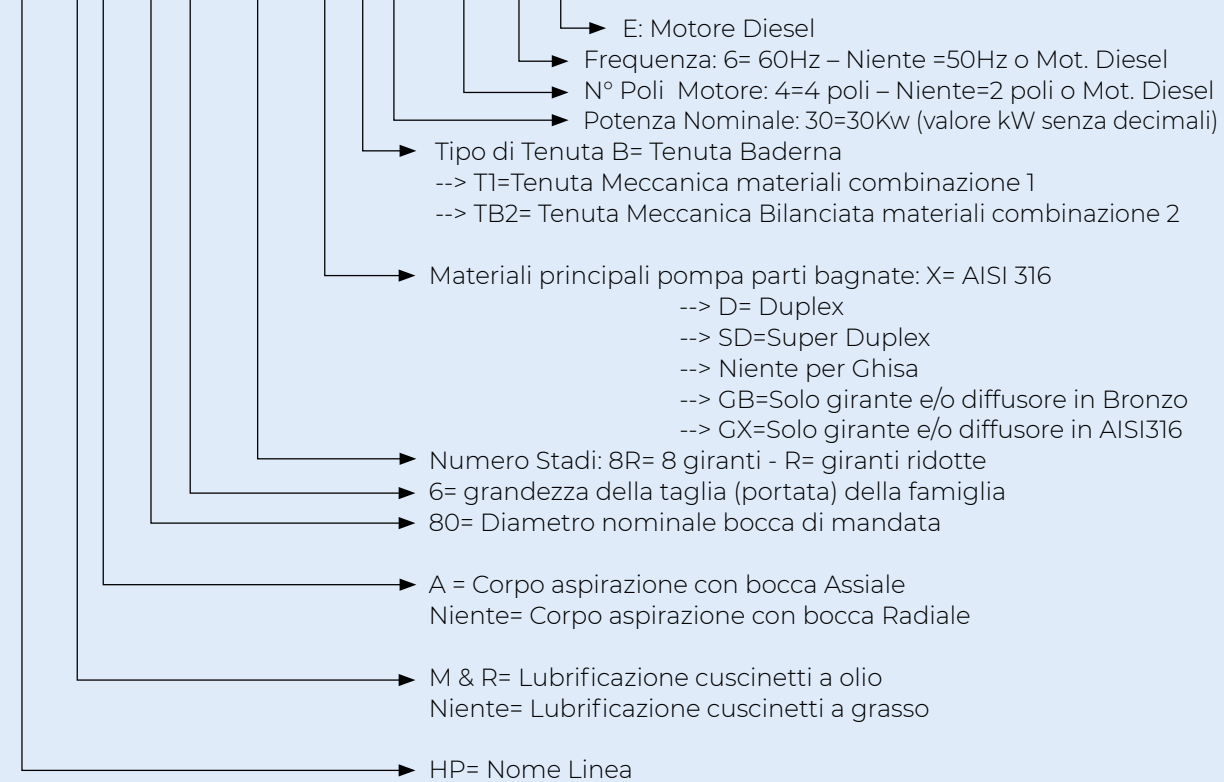 E: Motore Diesel
Frequenza: 6= 60Hz – Niente =50Hz o Mot. Diesel
N° Poli  Motore: 4=4 poli – Niente=2 poli o Mot. Diesel
Potenza Nominale: 30=30Kw (valore kW senza decimali)
Tipo di Tenuta B= Tenuta Baderna
--> T1=Tenuta Meccanica materiali combinazione 1
--> TB2= Tenuta Meccanica Bilanciata materiali combinazione 2
Materiali principali pompa parti bagnate: X= AISI 316
--> D= Duplex
--> SD=Super Duplex
--> Niente per Ghisa
--> GB=Solo girante e/o diffusore in Bronzo
--> GX=Solo girante e/o diffusore in AISI316
Numero Stadi: 8R= 8 giranti - R= giranti ridotte
6= grandezza della taglia (portata) della famiglia
80= Diametro nominale bocca di mandata
A = Corpo aspirazione con bocca Assiale
Niente= Corpo aspirazione con bocca Radiale
M & R= Lubrificazione cuscinetti a olio
Niente= Lubrificazione cuscinetti a grasso
HP= Nome Linea